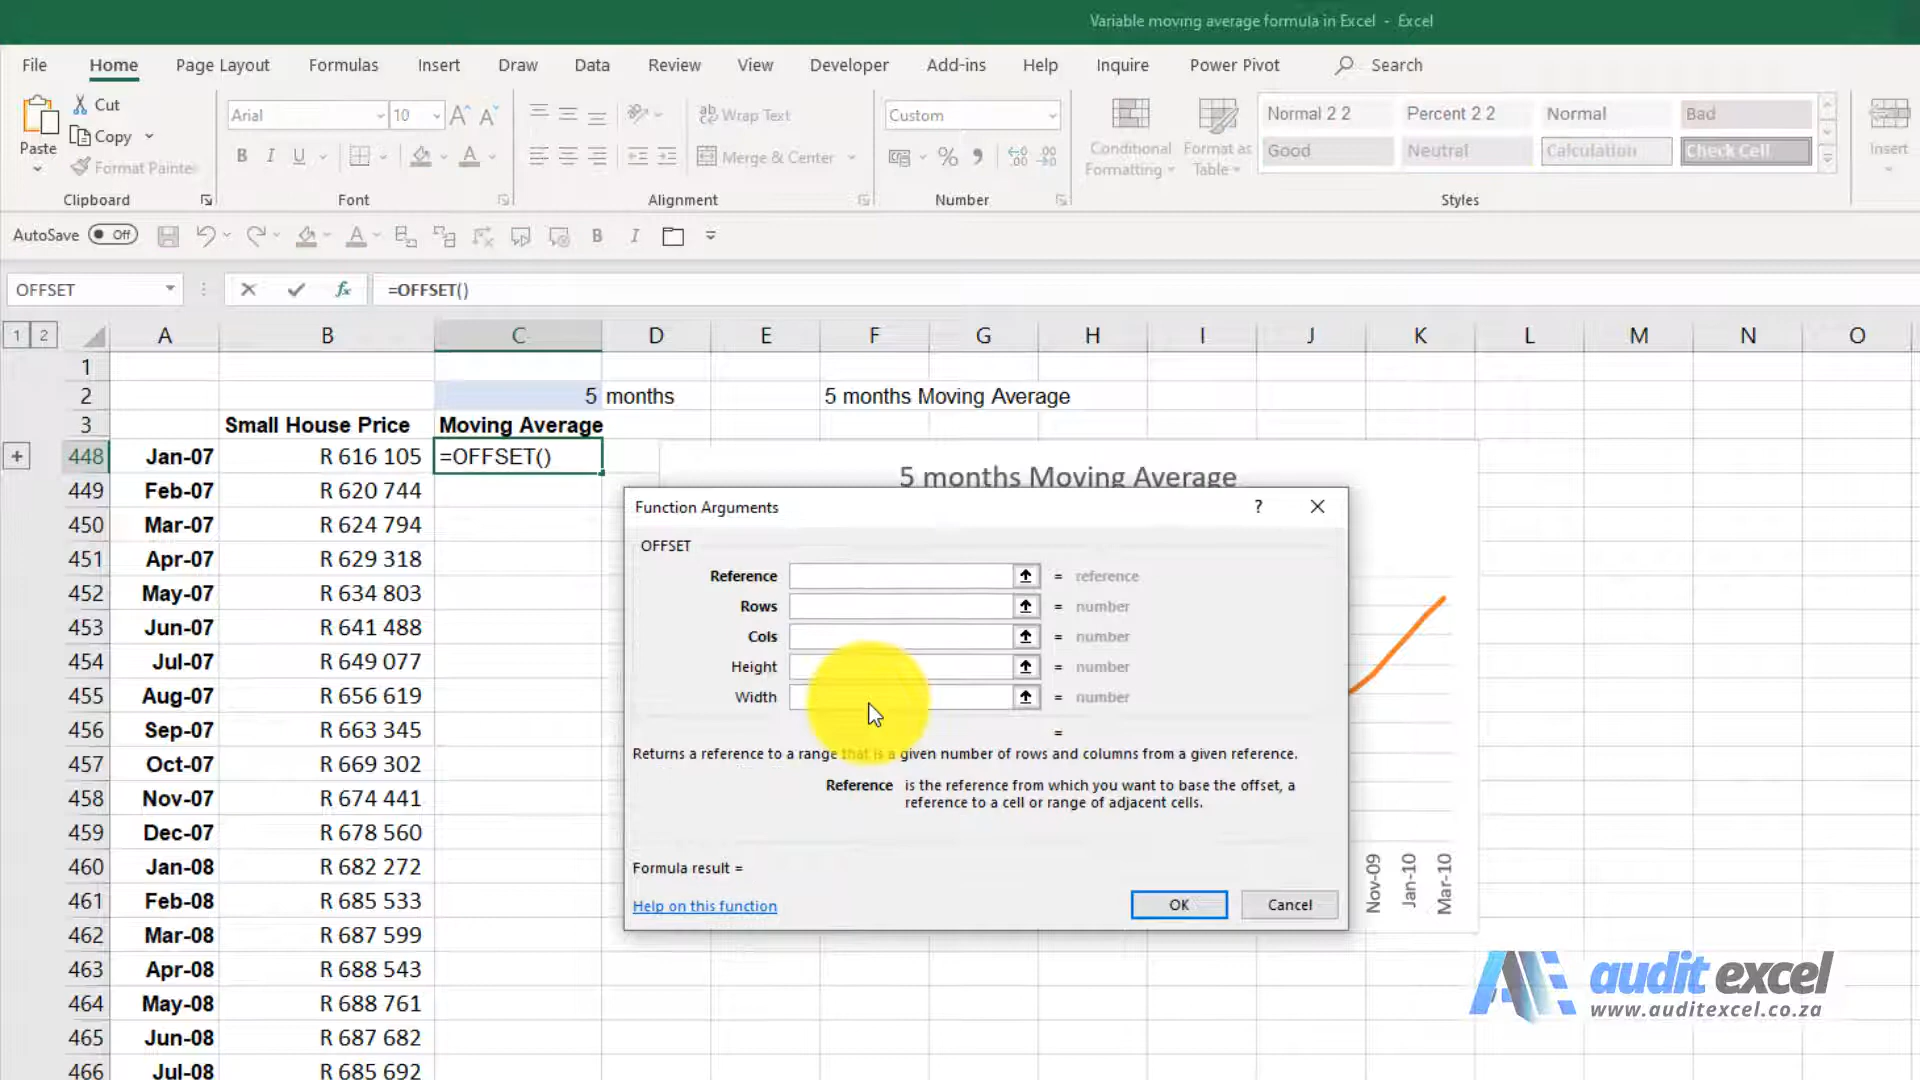 Variable moving average formula in Excel - Excel
File Home Page Layout Formulas Insert Draw Data Review View Developer Add-ins Help Inquire Power Pivot Search
Paste
Cut
Copy
Format Painter
Clipboard
Arial 10
B I U A
Font
Wrap Text
Merge & Center
Alignment
Custom
Number
Conditional Formatting
Format as Table
Normal 2 2 Percent 2 2 Normal Bad
Good Neutral Calculation Check Cell
Styles
Insert
AutoSave Off
OFFSET
=OFFSET()
1 2
A B C D E F G H I J K L M N O
1
2 5 months 5 months Moving Average
3 Small House Price Moving Average
448 Jan-07 R 616 105 =OFFSET()
449 Feb-07 R 620 744
450 Mar-07 R 624 794
451 Apr-07 R 629 318
452 May-07 R 634 803
453 Jun-07 R 641 488
454 Jul-07 R 649 077
455 Aug-07 R 656 619
456 Sep-07 R 663 345
457 Oct-07 R 669 302
458 Nov-07 R 674 441
459 Dec-07 R 678 560
460 Jan-08 R 682 272
461 Feb-08 R 685 533
462 Mar-08 R 687 599
463 Apr-08 R 688 543
464 May-08 R 688 761
465 Jun-08 R 687 682
466 Jul-08 R 685 692
5 months Moving Average
Function Arguments ?
OFFSET
Reference = reference
Rows = number
Cols = number
Height = number
Width = number
=
Returns a reference to a range that is a given number of rows and columns from a given reference.
Reference is the reference from which you want to base the offset, a
reference to a cell or range of adjacent cells.
Formula result =
Help on this function
OK Cancel
Nov-09
Jan-10
Mar-10
audit excel
www.auditexcel.co.za